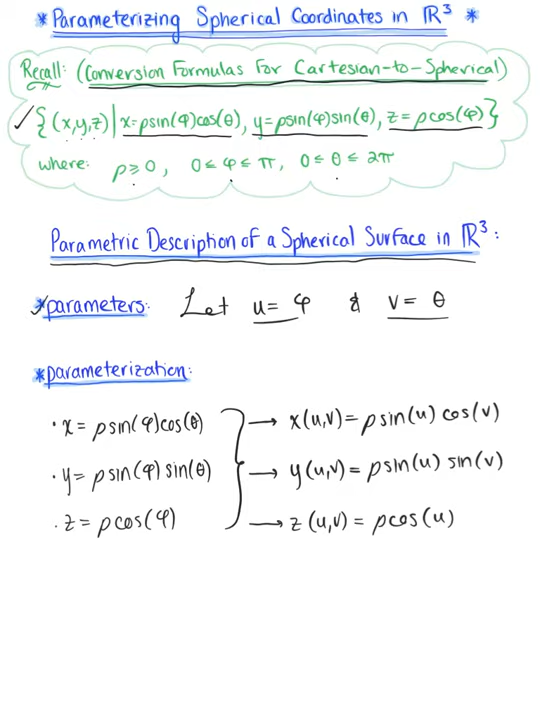 *Parameterizing Spherical Coordinates in ℝ³ *
Recall: (Conversion Formulas For Cartesian-to-Spherical)
✓ {(x,y,z) | x=ρsin(φ)cos(θ), y=ρsin(φ)sin(θ), z=ρcos(φ)}
where: ρ≥0, 0≤φ≤π, 0≤θ≤2π
Parametric Description of a Spherical Surface in ℝ³:
*parameters: Let u=φ & v=θ
*parameterization:
· x=ρsin(φ)cos(θ) → x(u,v)=ρsin(u)cos(v)
· y=ρsin(φ)sin(θ) → y(u,v)=ρsin(u)sin(v)
· z=ρcos(φ) → z(u,v)=ρcos(u)